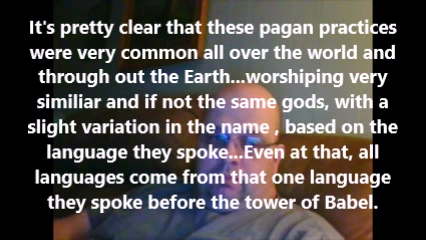 It's pretty clear that these pagan practices
were very common all over the world and
through out the Earth...worshiping very
similiar and if not the same gods, with a
slight variation in the name , based on the
language they spoke...Even at that, all
languages come from that one language
they spoke before the tower of Babel.